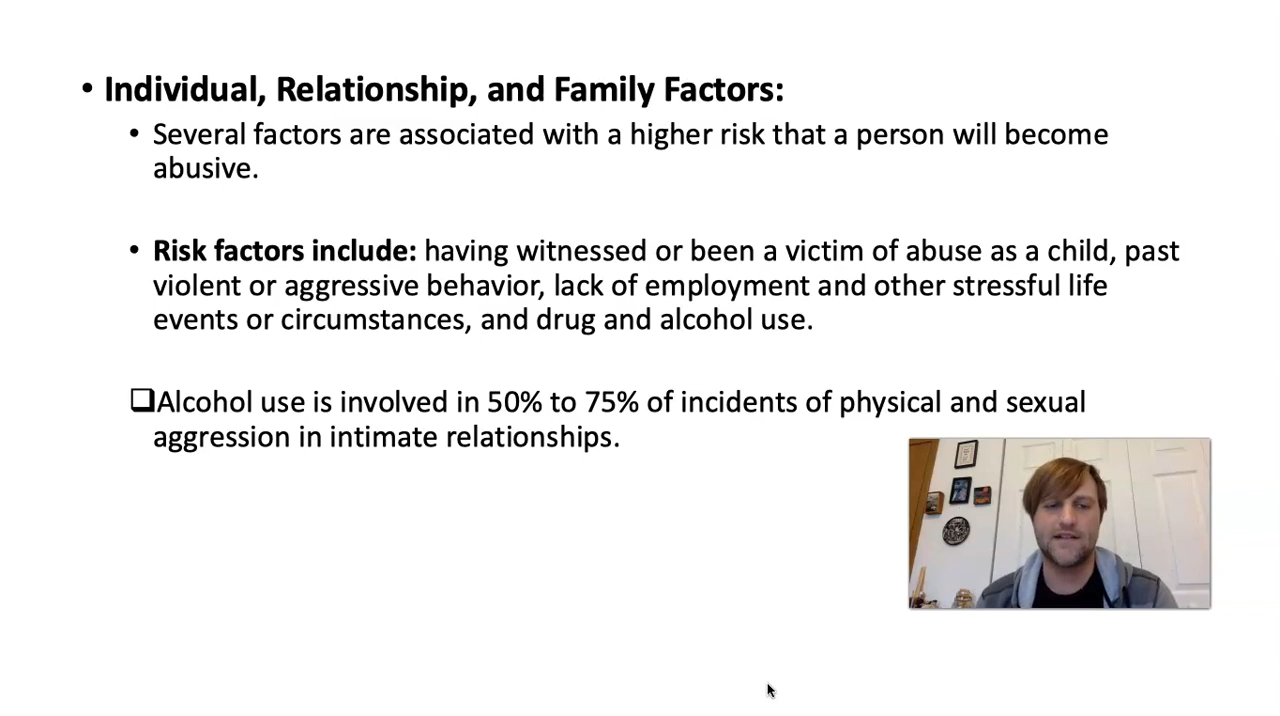 • Individual, Relationship, and Family Factors:
• Several factors are associated with a higher risk that a person will become
abusive.
• Risk factors include: having witnessed or been a victim of abuse as a child, past
violent or aggressive behavior, lack of employment and other stressful life
events or circumstances, and drug and alcohol use.
❑Alcohol use is involved in 50% to 75% of incidents of physical and sexual
aggression in intimate relationships.